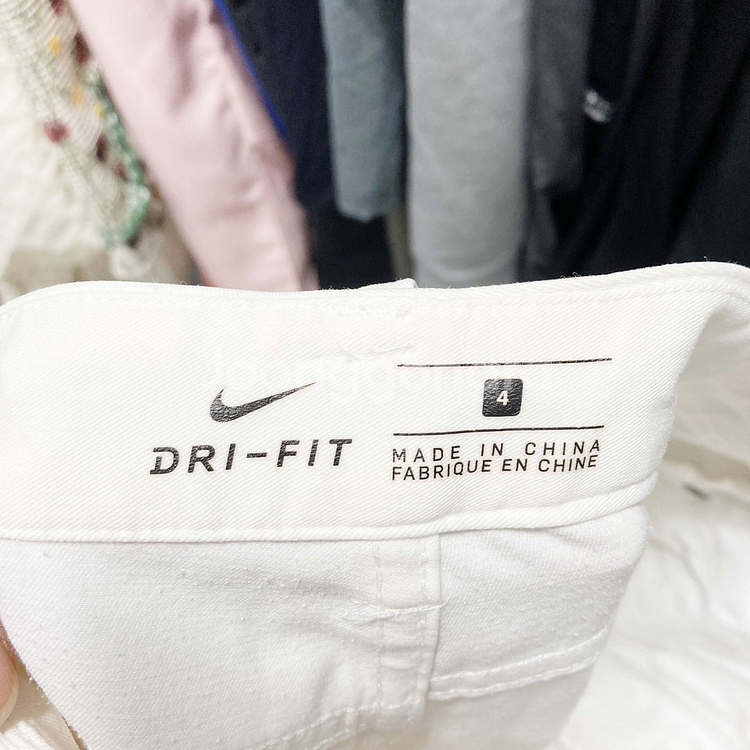 DRI-FIT
4
MADE IN CHINA
FABRIQUE EN CHINE